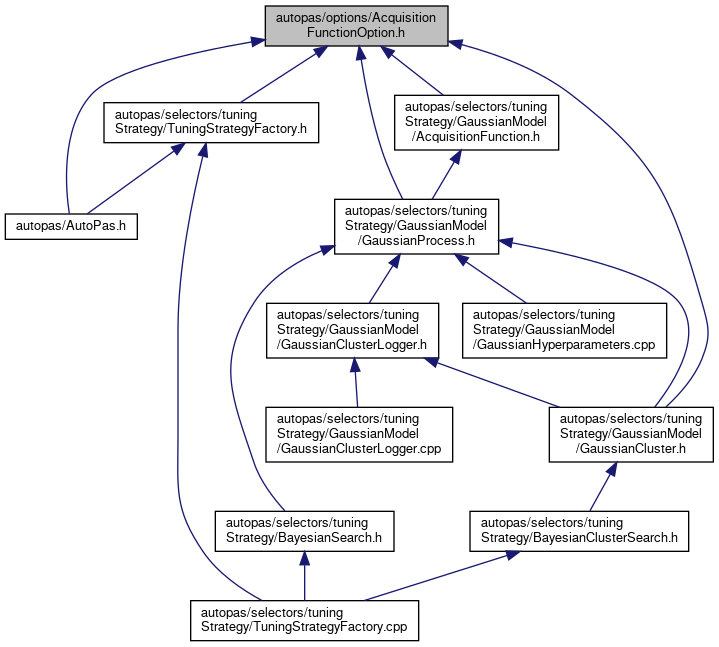 autopas/options/Acquisition
FunctionOption.h
autopas/selectors/tuning
Strategy/TuningStrategyFactory.h
autopas/selectors/tuning
Strategy/GaussianModel
/AcquisitionFunction.h
autopas/AutoPas.h
autopas/selectors/tuning
Strategy/GaussianModel
/GaussianProcess.h
autopas/selectors/tuning
Strategy/GaussianModel
/GaussianClusterLogger.h
autopas/selectors/tuning
Strategy/GaussianModel
/GaussianHyperparameters.cpp
autopas/selectors/tuning
Strategy/GaussianModel
/GaussianClusterLogger.cpp
autopas/selectors/tuning
Strategy/GaussianModel
/GaussianCluster.h
autopas/selectors/tuning
Strategy/BayesianSearch.h
autopas/selectors/tuning
Strategy/BayesianClusterSearch.h
autopas/selectors/tuning
Strategy/TuningStrategyFactory.cpp